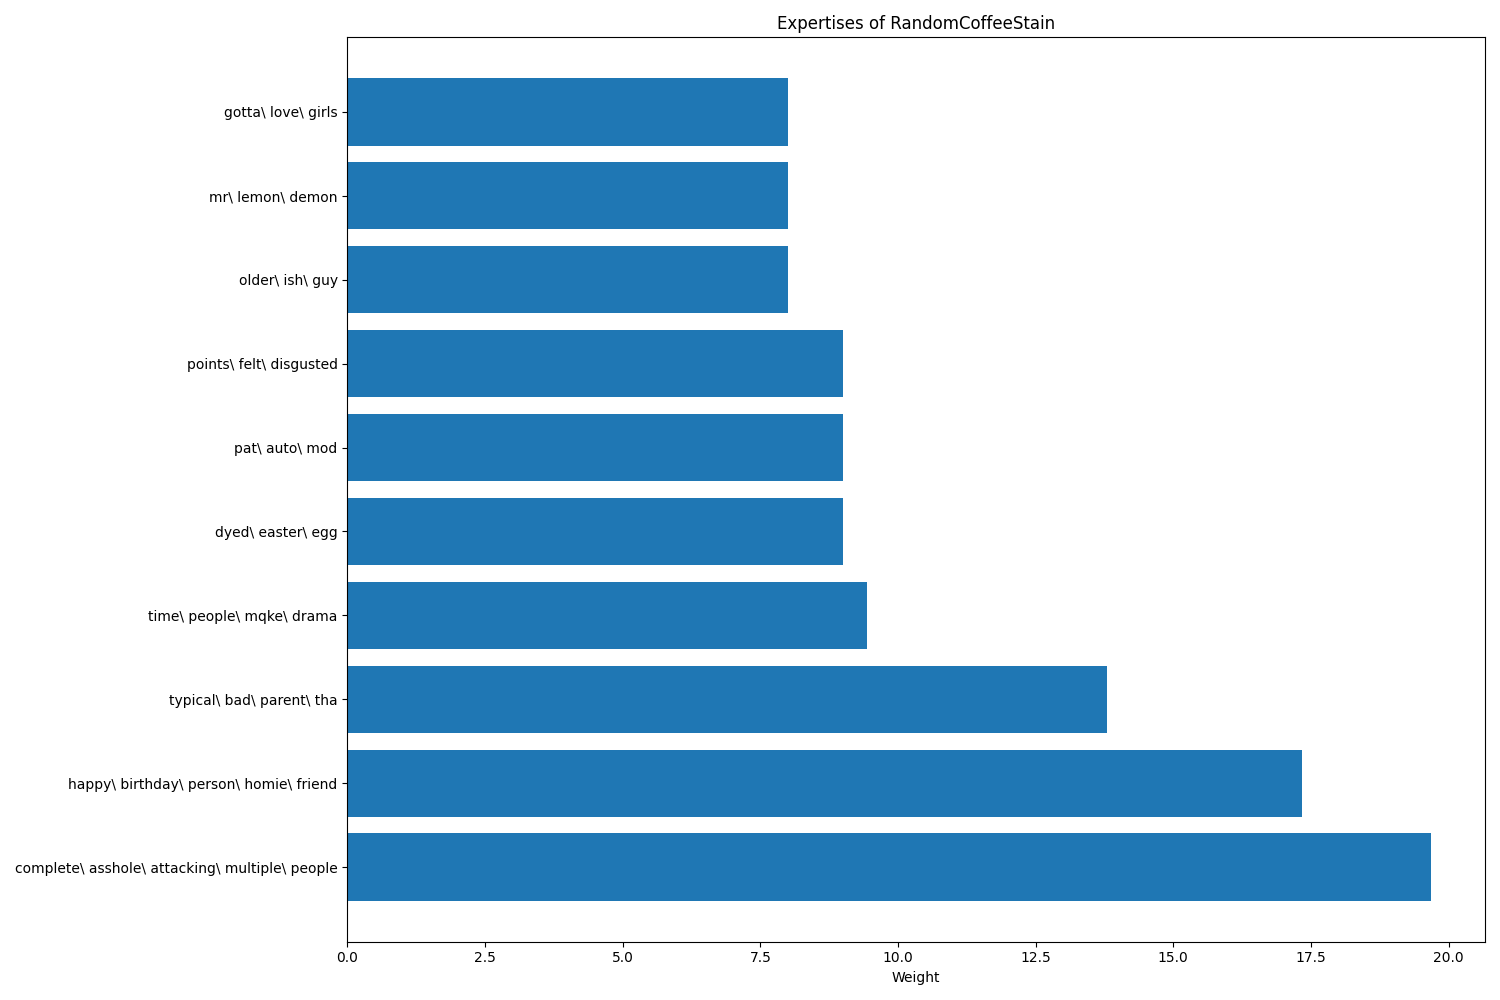 Expertises of RandomCoffeeStain
gotta\ love\ girls
mr\ lemon\ demon
older\ ish\ guy
points\ felt\ disgusted
pat\ auto\ mod
dyed\ easter\ egg
time\ people\ mqke\ drama
typical\ bad\ parent\ tha
happy\ birthday\ person\ homie\ friend
complete\ asshole\ attacking\ multiple\ people
0.0 2.5 5.0 7.5 10.0 12.5 15.0 17.5 20.0
Weight